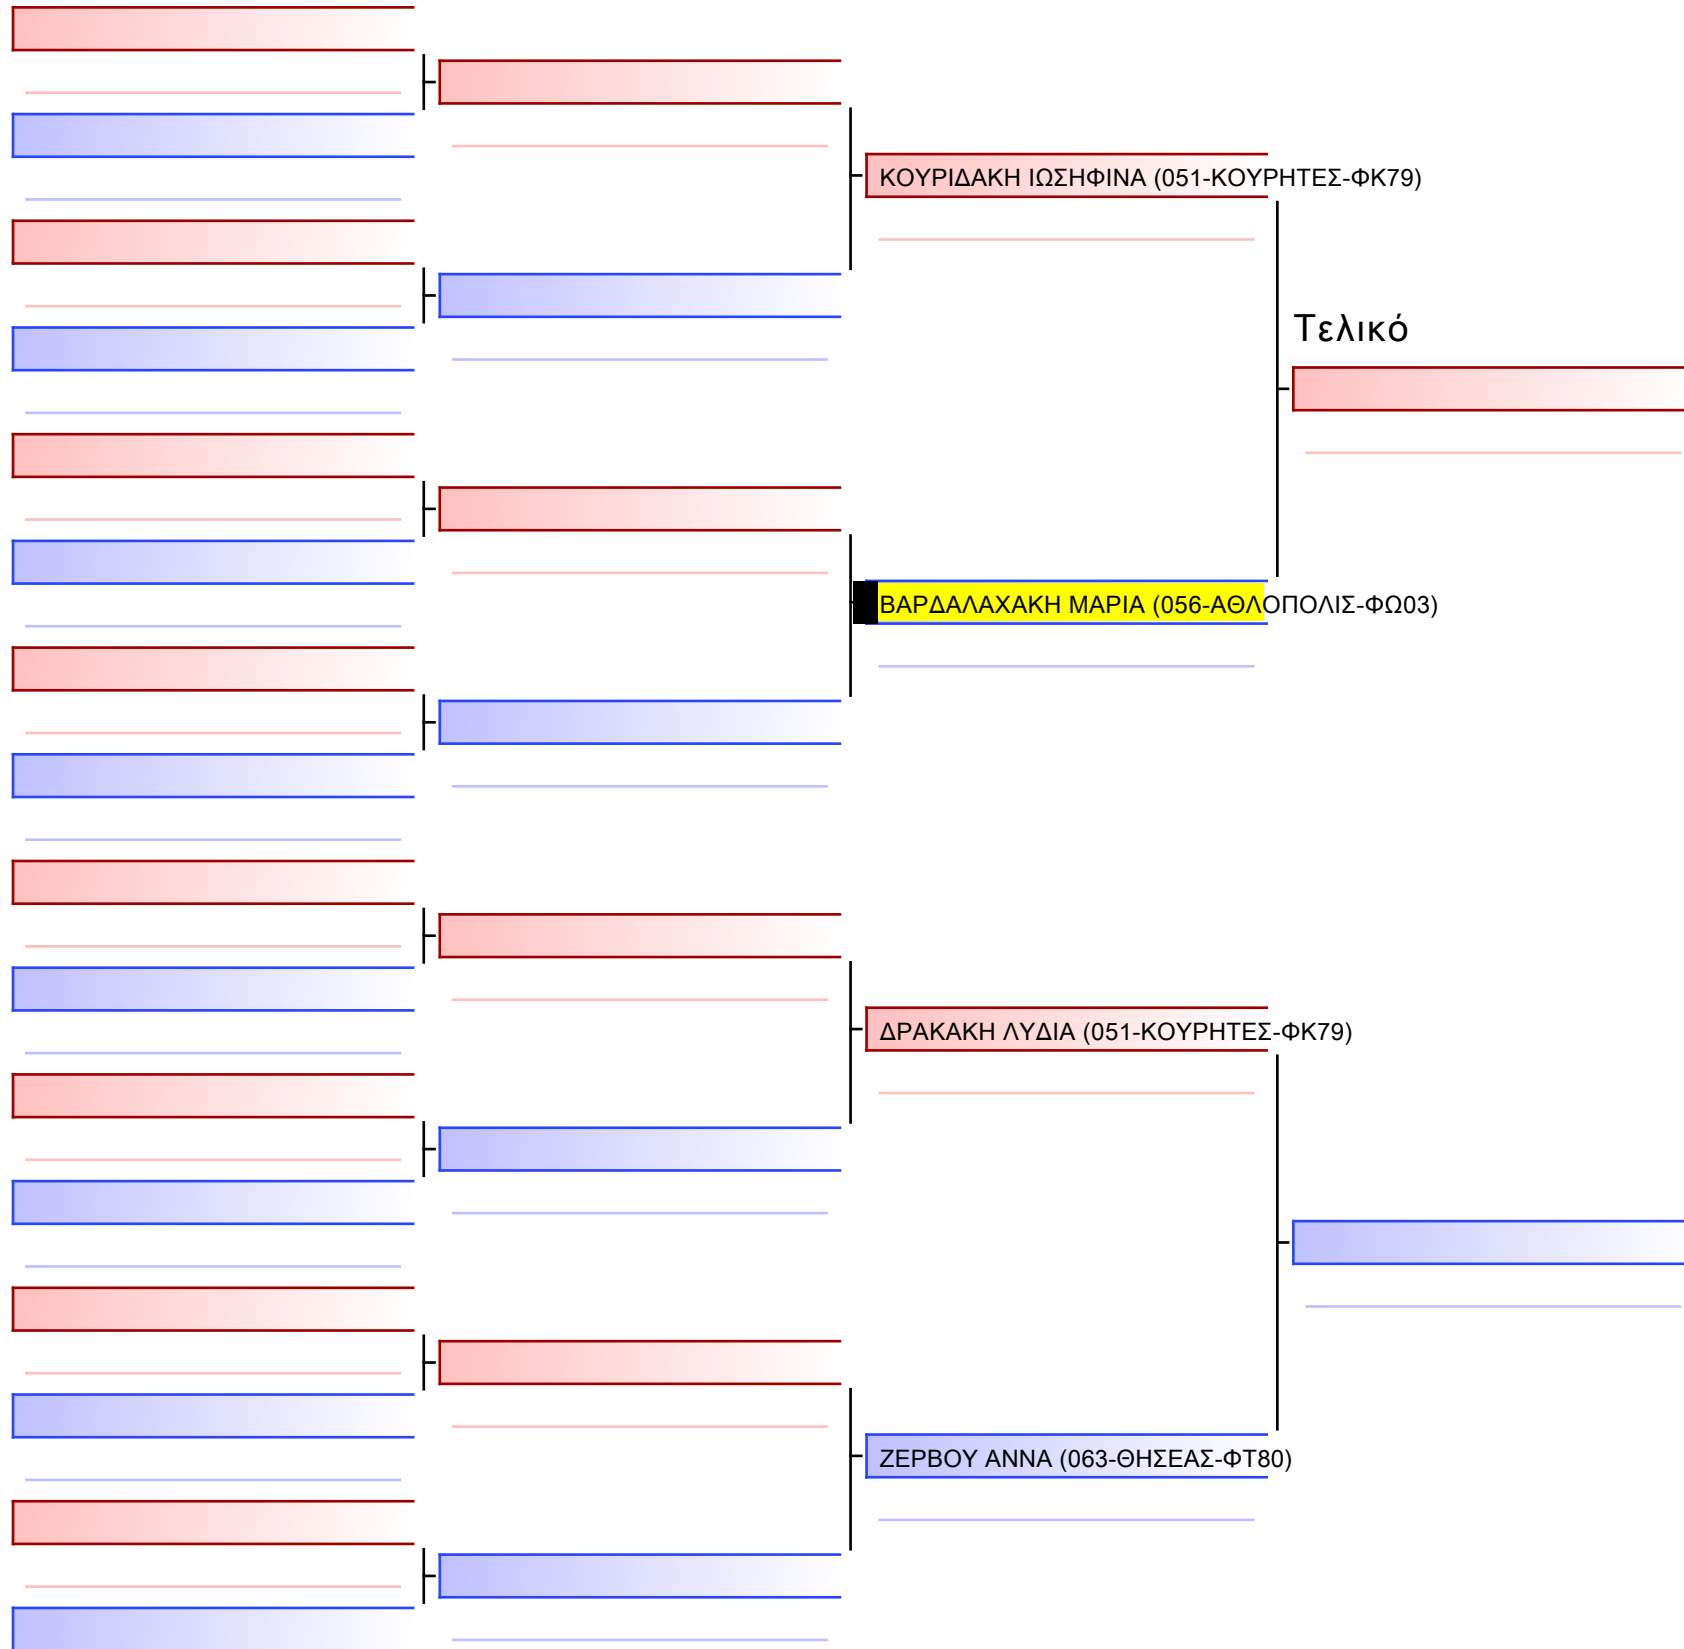 ΚΟΥΡΙΔΑΚΗ ΙΩΣΗΦΙΝΑ (051-ΚΟΥΡΗΤΕΣ-ΦΚ79)
Τελικό
ΒΑΡΔΑΛΑΧΑΚΗ ΜΑΡΙΑ (056-ΑΘΛΟΠΟΛΙΣ-ΦΩ03)
ΔΡΑΚΑΚΗ ΛΥΔΙΑ (051-ΚΟΥΡΗΤΕΣ-ΦΚ79)
ΖΕΡΒΟΥ ΑΝΝΑ (063-ΘΗΣΕΑΣ-ΦΤ80)